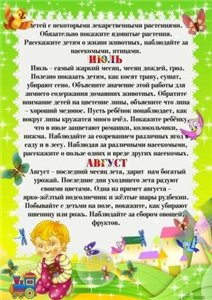 детей с некоторыми лекарственными растениями.
Обязательно покажите ядовитые растения.
Расскажите детям о жизни животных, наблюдайте за
насекомыми, птицами.
ИЮЛЬ
Июль - самый жаркий месяц, месяц дождей, гроз.
Полезно показать детям, как косят траву, сушат,
убирают сено. Объясните значение этой работы для
зимнего содержания домашних животных. Обратите
внимание детей на цветение липы, объясните что липа
- хороший медонос. Пусть ребёнок понаблюдает, как
вокруг липы кружатся много пчёл. Покажите ребёнку
что в июле зацветают ромашки, колокольчики,
ноготки. Наблюдайте за созреванием различных ягод в
саду и в лесу. Наблюдая за различными насекомыми,
расскажите о пользе одних и вреде других насекомых.
АВГУСТ
Август – последний месяц лета, дарит нам богатый
урожай. Последние дни уходящего лета радуют
своими цветами. Одна из примет августа –
ярко-жёлтый подсолнечник и жёлтые шары рудбекии.
Побывайте с детьми на поле, покажите, как убирают
пшеницу или рожь. Наблюдайте за сбором овощей,
фруктов.